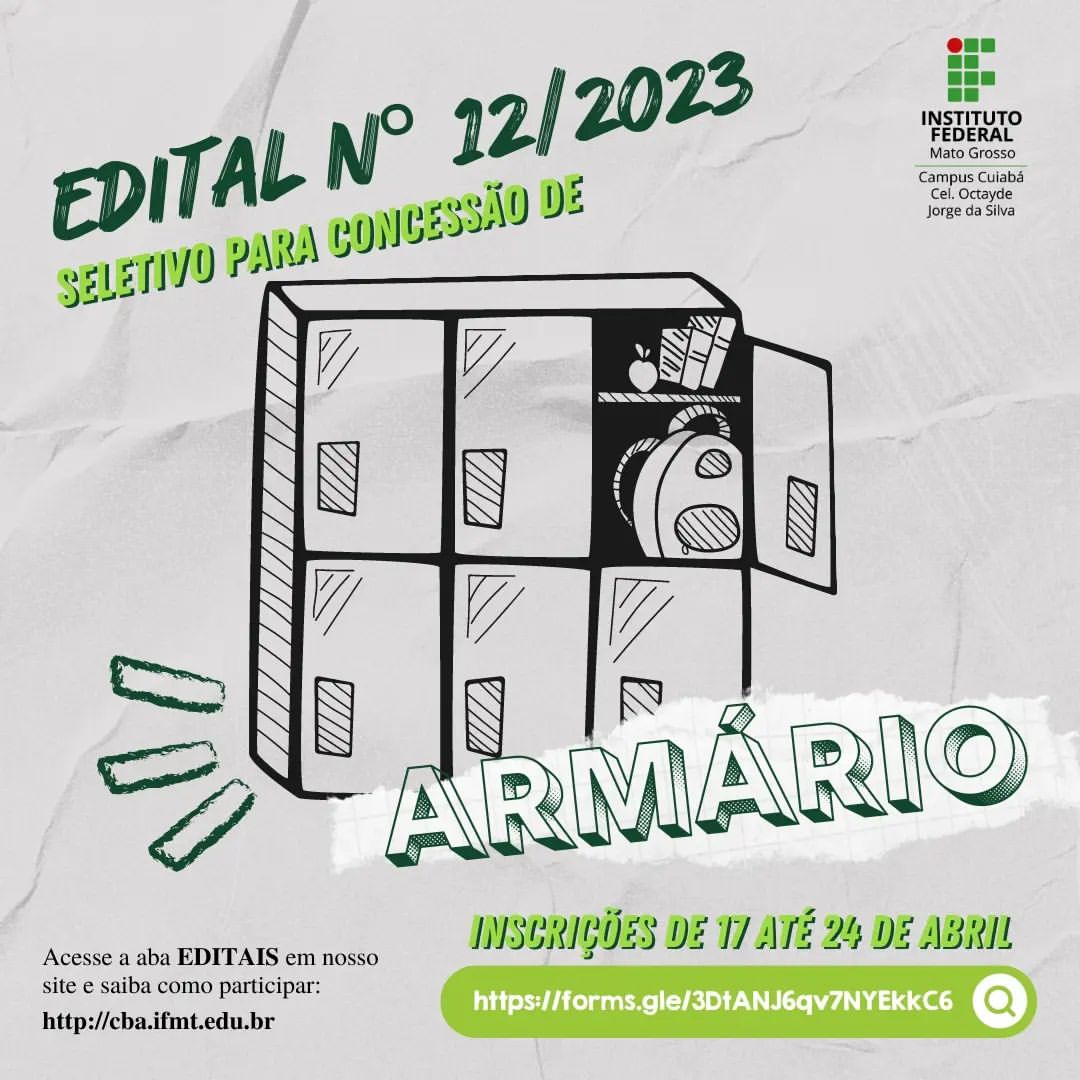 EDITAL Nº 12/2023
SELETIVO PARA CONCESSÃO DE
INSTITUTO
FEDERAL
Mato Grosso
Campus Cuiabá
Cel. Octayde
Jorge da Silva
ARMÁRIO
INSCRIÇÕES DE 17 ATÉ 24 DE ABRIL
https://forms.gle/3DtANJ6qv7NYEkkC6
Acesse a aba EDITAIS em nosso
site e saiba como participar:
http://cba.ifmt.edu.br